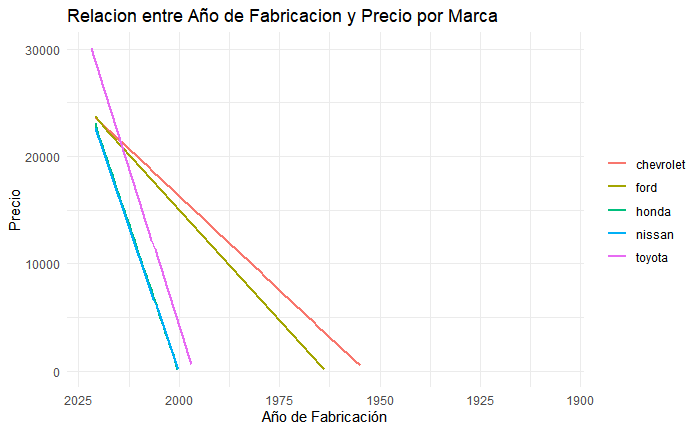 Relacion entre Año de Fabricacion y Precio por Marca
30000
20000
10000
0
Precio
2025 2000 1975 1950 1925 1900
Año de Fabricación
chevrolet
ford
honda
nissan
toyota